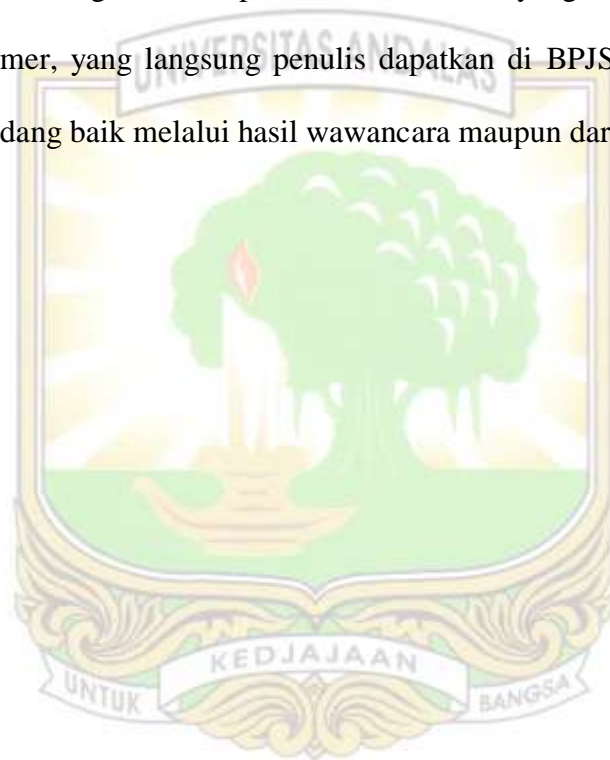 yang
UNIVERSITAS ANDALAS
mer, yang langsung penulis dapatkan di BPJS
dang baik melalui hasil wawancara maupun dar
UNTUK KEDJAJAAN BANGSA